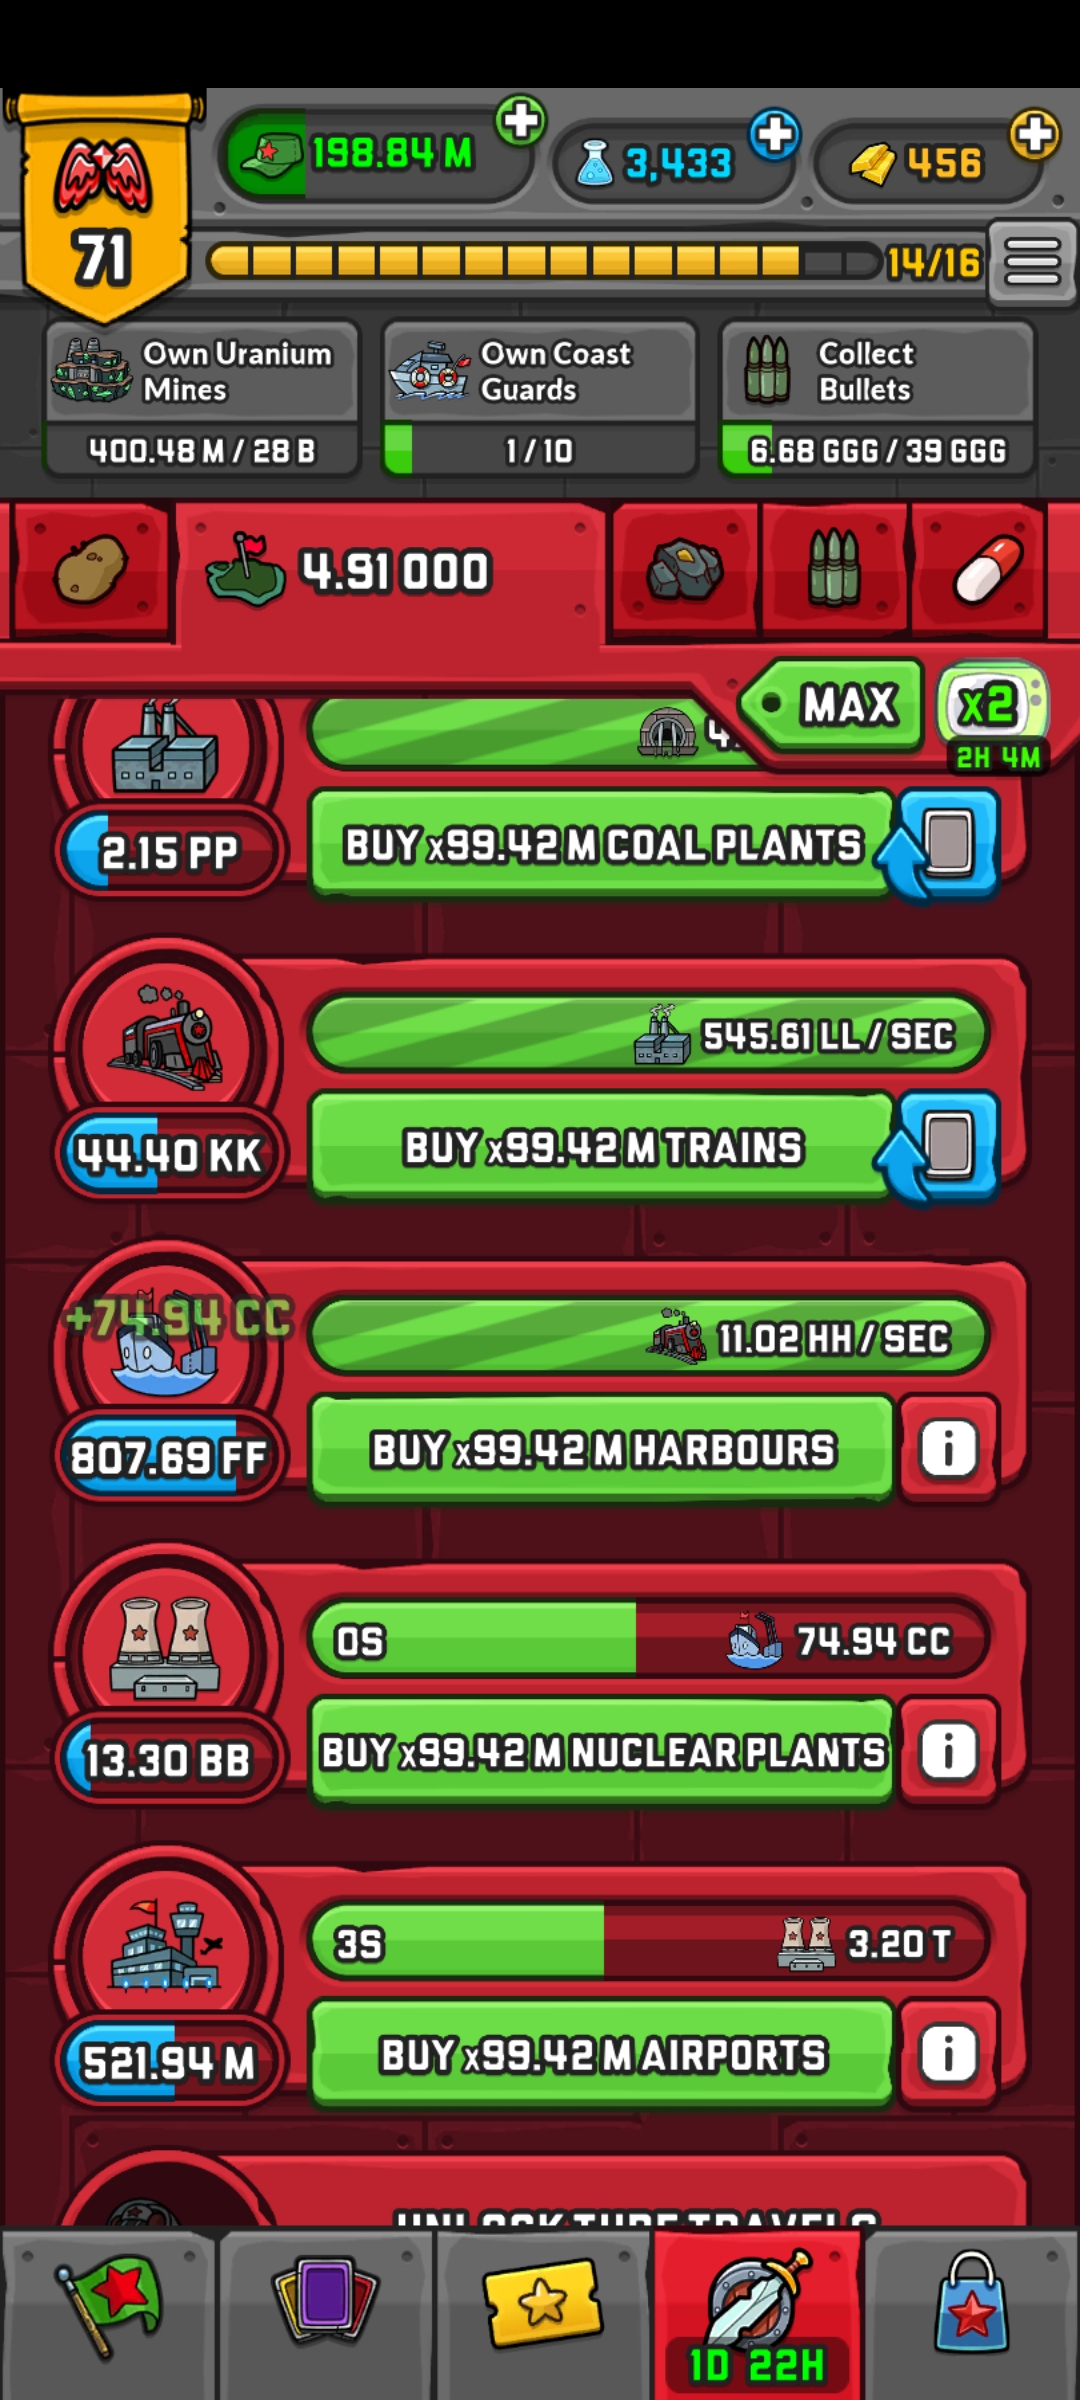 198.84 M
3,433
456
71
14/16
Own Uranium
Mines
400.48 M / 28 B
Own Coast
Guards
1 / 10
Collect
Bullets
6.68 GGG / 39 GGG
4.91 000
MAX
x2
2H 4M
2.15 PP
BUY x99.42 M COAL PLANTS
545.61 LL / SEC
44.40 KK
BUY x99.42 M TRAINS
+74.94 CC
11.02 HH / SEC
807.69 FF
BUY x99.42 M HARBOURS
i
0S
74.94 CC
13.30 BB
BUY x99.42 M NUCLEAR PLANTS
i
3S
3.20 T
521.94 M
BUY x99.42 M AIRPORTS
i
1D 22H